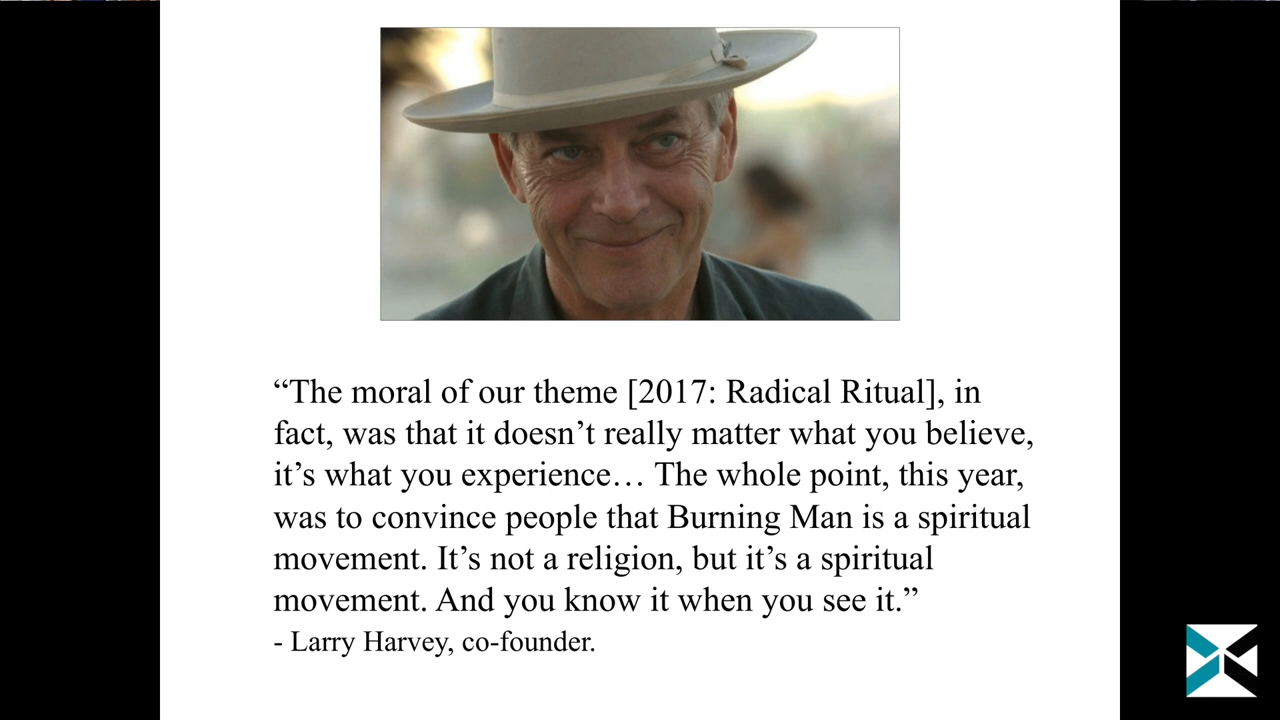 “The moral of our theme [2017: Radical Ritual], in
fact, was that it doesn’t really matter what you believe,
it’s what you experience… The whole point, this year,
was to convince people that Burning Man is a spiritual
movement. It’s not a religion, but it’s a spiritual
movement. And you know it when you see it.”
- Larry Harvey, co-founder.